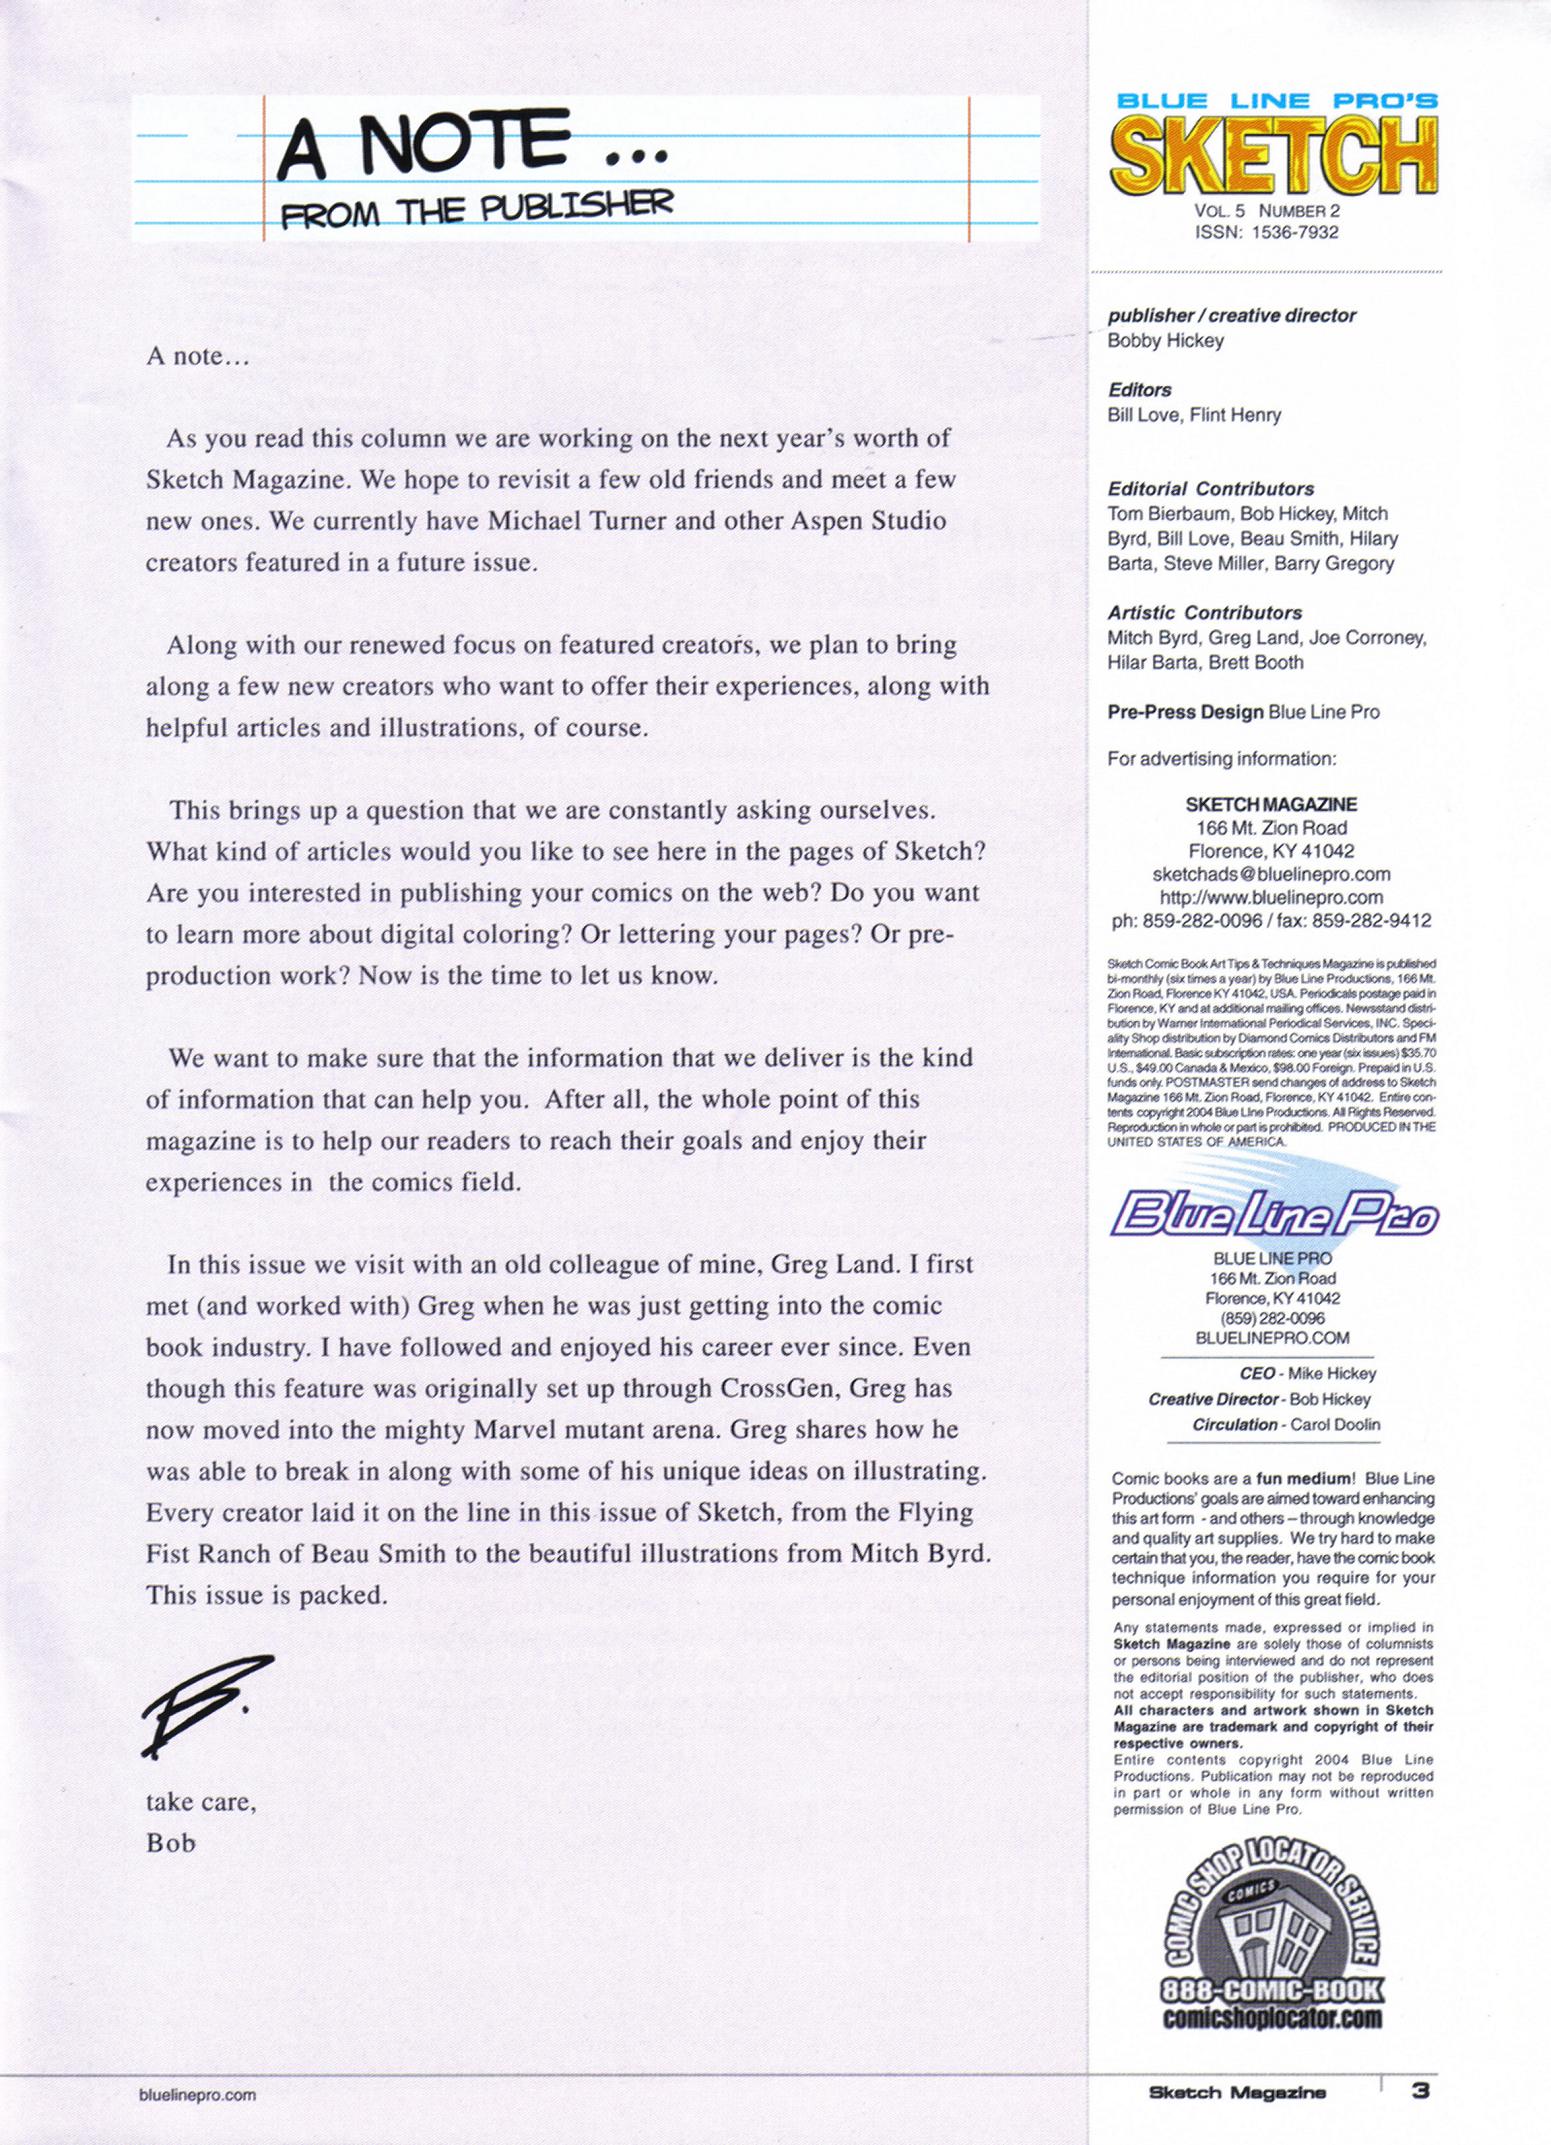 A NOTE ...
FROM THE PUBLISHER
A note...
As you read this column we are working on the next year's worth of
Sketch Magazine. We hope to revisit a few old friends and meet a few
new ones. We currently have Michael Turner and other Aspen Studio
creators featured in a future issue.
Along with our renewed focus on featured creators, we plan to bring
along a few new creators who want to offer their experiences, along with
helpful articles and illustrations, of course.
This brings up a question that we are constantly asking ourselves.
What kind of articles would you like to see here in the pages of Sketch?
Are you interested in publishing your comics on the web? Do you want
to learn more about digital coloring? Or lettering your pages? Or pre-
production work? Now is the time to let us know.
We want to make sure that the information that we deliver is the kind
of information that can help you.  After all, the whole point of this
magazine is to help our readers to reach their goals and enjoy their
experiences in  the comics field.
In this issue we visit with an old colleague of mine, Greg Land. I first
met (and worked with) Greg when he was just getting into the comic
book industry. I have followed and enjoyed his career ever since. Even
though this feature was originally set up through CrossGen, Greg has
now moved into the mighty Marvel mutant arena. Greg shares how he
was able to break in along with some of his unique ideas on illustrating.
Every creator laid it on the line in this issue of Sketch, from the Flying
Fist Ranch of Beau Smith to the beautiful illustrations from Mitch Byrd.
This issue is packed.
B.
take care,
Bob
BLUE LINE PRO'S
SKETCH
VOL. 5 NUMBER 2
ISSN: 1536-7932
publisher / creative director
Bobby Hickey
Editors
Bill Love, Flint Henry
Editorial Contributors
Tom Bierbaum, Bob Hickey, Mitch
Byrd, Bill Love, Beau Smith, Hilary
Barta, Steve Miller, Barry Gregory
Artistic Contributors
Mitch Byrd, Greg Land, Joe Corroney,
Hilar Barta, Brett Booth
Pre-Press Design Blue Line Pro
For advertising information:
SKETCH MAGAZINE
166 Mt. Zion Road
Florence, KY 41042
sketchads@bluelinepro.com
http://www.bluelinepro.com
ph: 859-282-0096 / fax: 859-282-9412
Sketch Comic Book Art Tips & Techniques Magazine is published
bi-monthly (six times a year) by Blue Line Productions, 166 Mt.
Zion Road, Florence KY 41042, USA. Periodicals postage paid in
Florence, KY and at additional mailing offices. Newsstand distri-
bution by Warner International Periodical Services, INC. Speci-
ality Shop distribution by Diamond Comics Distributors and FM
International. Basic subscription rates: one year (six issues) $35.70
U.S., $49.00 Canada & Mexico, $98.00 Foreign. Prepaid in U.S.
funds only. POSTMASTER send changes of address to Sketch
Magazine 166 Mt. Zion Road, Florence, KY 41042. Entire con-
tents copyright 2004 Blue Line Productions. All Rights Reserved.
Reproduction in whole or part is prohibited. PRODUCED IN THE
UNITED STATES OF AMERICA.
Blue Line Pro
BLUE LINE PRO
166 Mt. Zion Road
Florence, KY 41042
(859) 282-0096
BLUELINEPRO.COM
CEO - Mike Hickey
Creative Director - Bob Hickey
Circulation - Carol Doolin
Comic books are a fun medium! Blue Line
Productions' goals are aimed toward enhancing
this art form - and others – through knowledge
and quality art supplies. We try hard to make
certain that you, the reader, have the comic book
technique information you require for your
personal enjoyment of this great field.
Any statements made, expressed or implied in
Sketch Magazine are solely those of columnists
or persons being interviewed and do not represent
the editorial position of the publisher, who does
not accept responsibility for such statements.
All characters and artwork shown in Sketch
Magazine are trademark and copyright of their
respective owners.
Entire contents copyright 2004 Blue Line
Productions. Publication may not be reproduced
in part or whole in any form without written
permission of Blue Line Pro.
COMIC SHOP LOCATOR SERVICE
COMICS
888-COMIC-BOOK
comicshoplocator.com
bluelinepro.com
Sketch Magazine 3